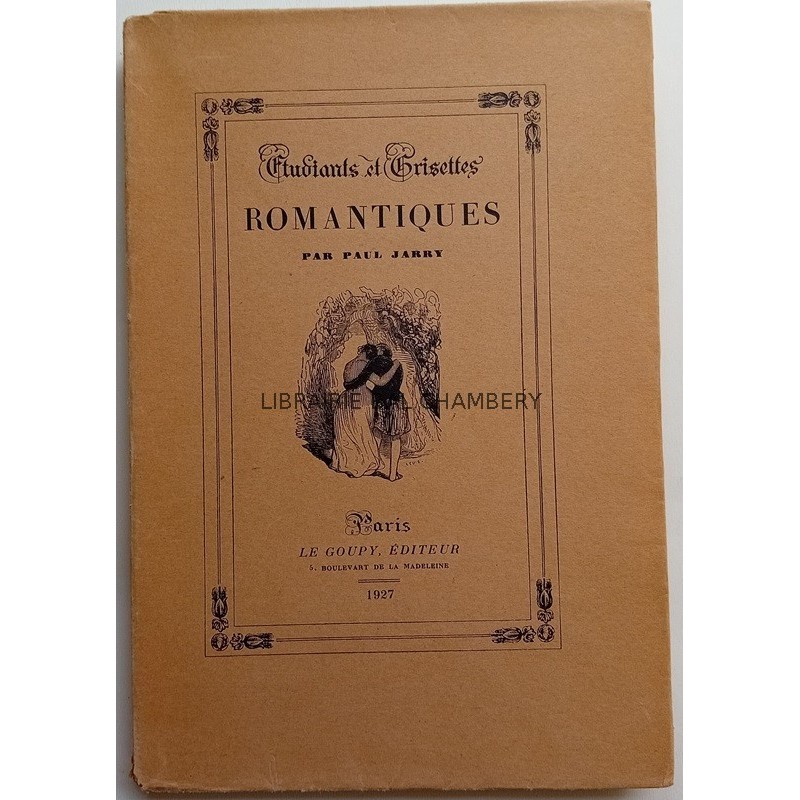 Etudiants et Grisettes
ROMANTIQUES
PAR PAUL JARRY
LIBRAIRIE CHAMBERY
Paris
LE GOUPY, ÉDITEUR
5, BOULEVART DE LA MADELEINE
1927